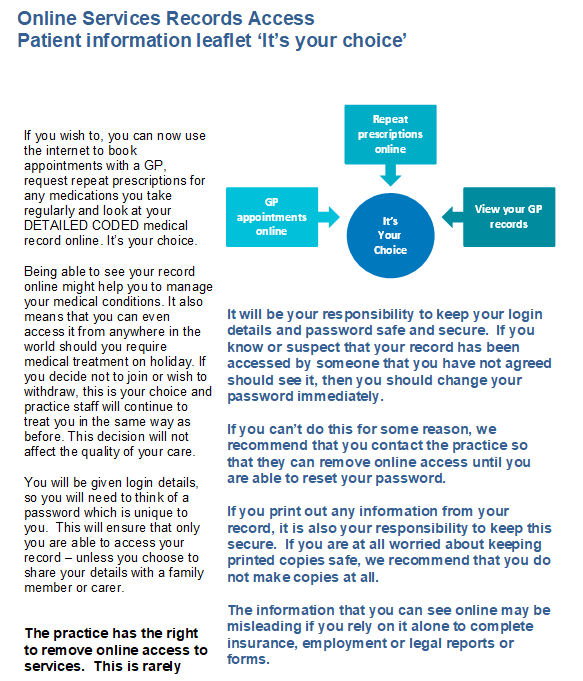 Online Services Records Access
Patient information leaflet ‘It’s your choice’
If you wish to, you can now use
the internet to book
appointments with a GP,
request repeat prescriptions for
any medications you take
regularly and look at your
DETAILED CODED medical
record online. It’s your choice.
Being able to see your record
online might help you to manage
your medical conditions. It also
means that you can even
access it from anywhere in the
world should you require
medical treatment on holiday. If
you decide not to join or wish to
withdraw, this is your choice and
practice staff will continue to
treat you in the same way as
before. This decision will not
affect the quality of your care.
You will be given login details,
so you will need to think of a
password which is unique to
you.  This will ensure that only
you are able to access your
record – unless you choose to
share your details with a family
member or carer.
The practice has the right
to remove online access to
services.  This is rarely
Repeat
prescriptions
online
GP
appointments
online
It’s
Your
Choice
View your GP
records
It will be your responsibility to keep your login
details and password safe and secure.  If you
know or suspect that your record has been
accessed by someone that you have not agreed
should see it, then you should change your
password immediately.
If you can’t do this for some reason, we
recommend that you contact the practice so
that they can remove online access until you
are able to reset your password.
If you print out any information from your
record, it is also your responsibility to keep this
secure.  If you are at all worried about keeping
printed copies safe, we recommend that you do
not make copies at all.
The information that you can see online may be
misleading if you rely on it alone to complete
insurance, employment or legal reports or
forms.